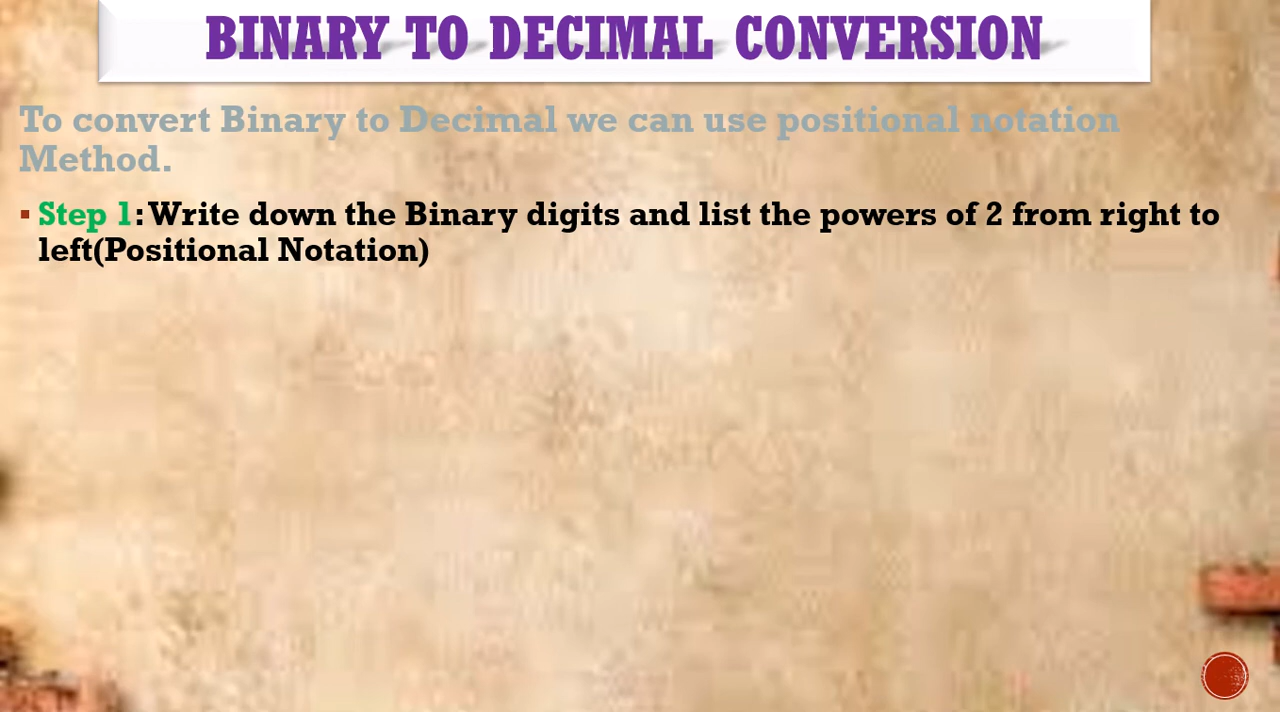 BINARY TO DECIMAL CONVERSION
To convert Binary to Decimal we can use positional notation
Method.
▪ Step 1: Write down the Binary digits and list the powers of 2 from right to
left(Positional Notation)